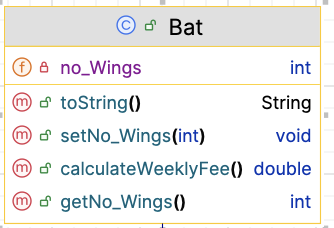 C Bat
f no_Wings int
m toString() String
m setNo_Wings(int) void
m calculateWeeklyFee() double
m getNo_Wings() int